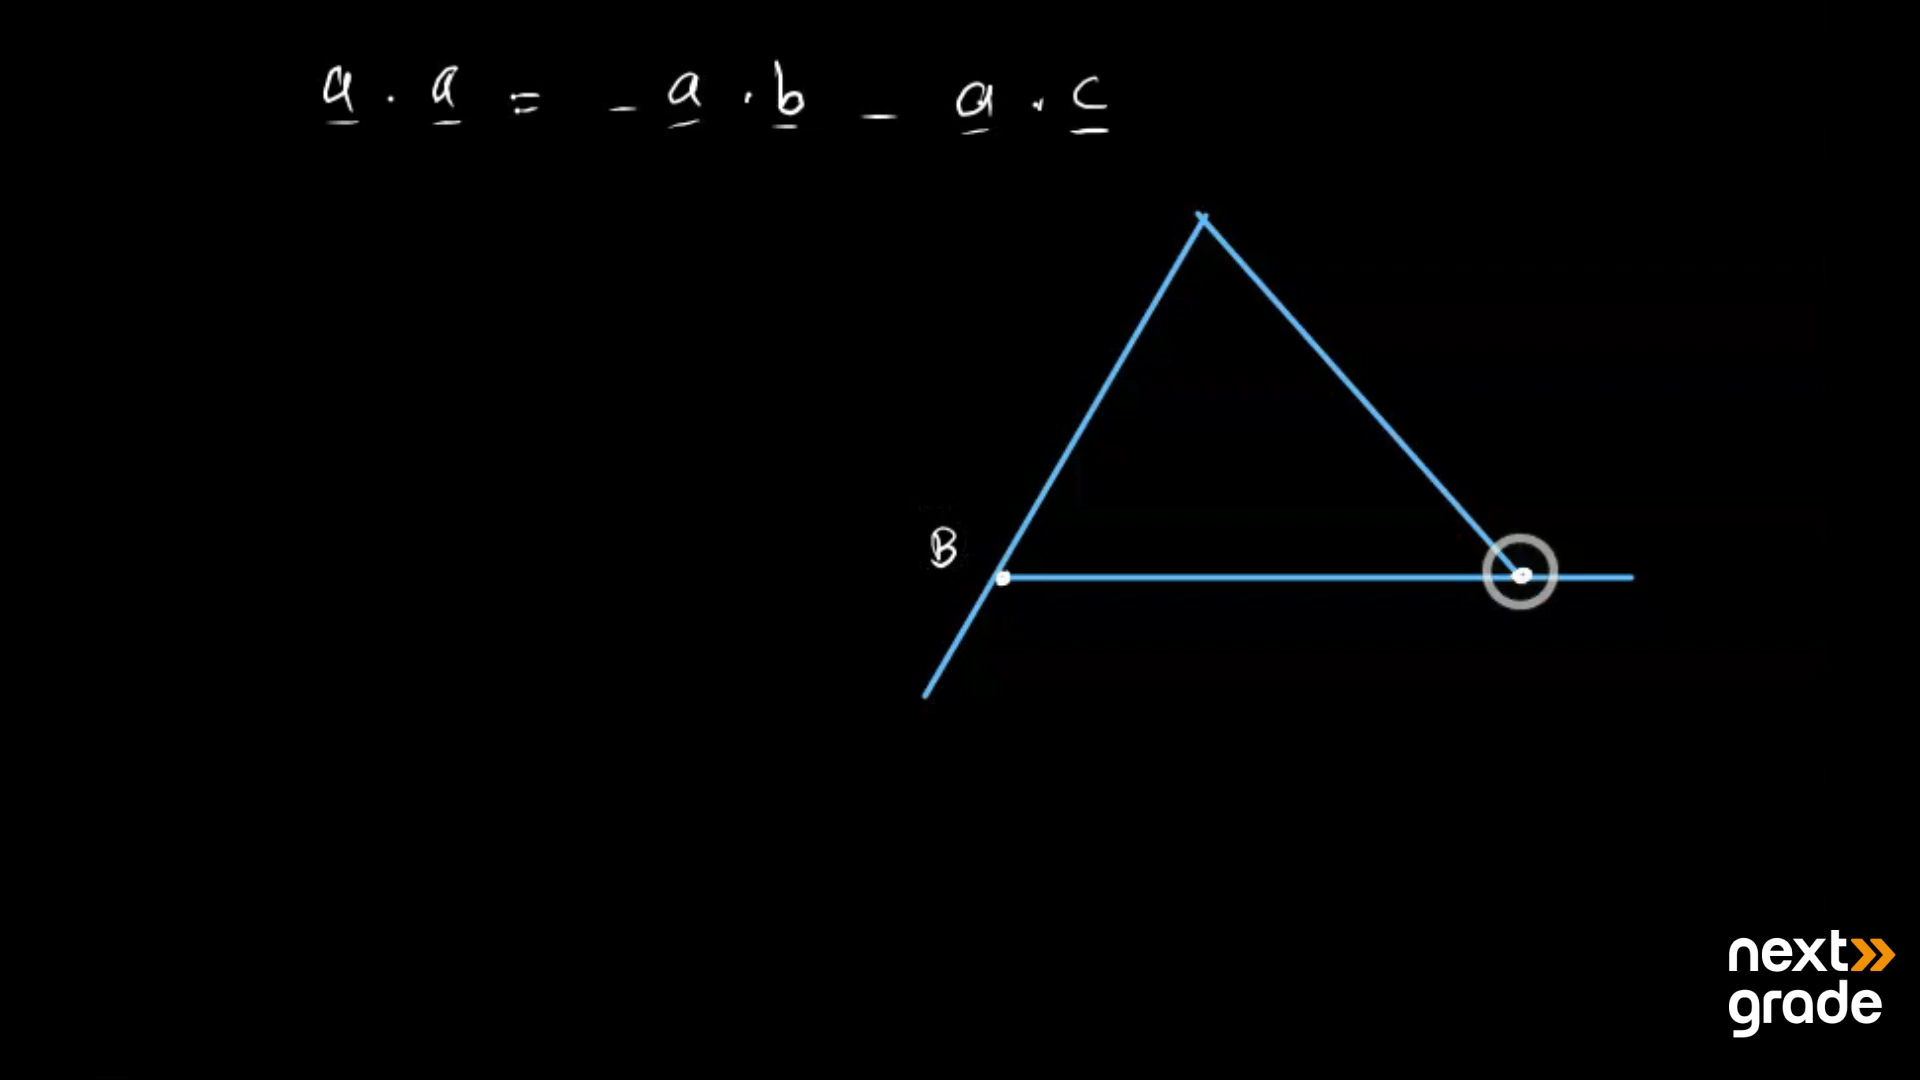 a . a = - a . b - a . c
B
next
grade